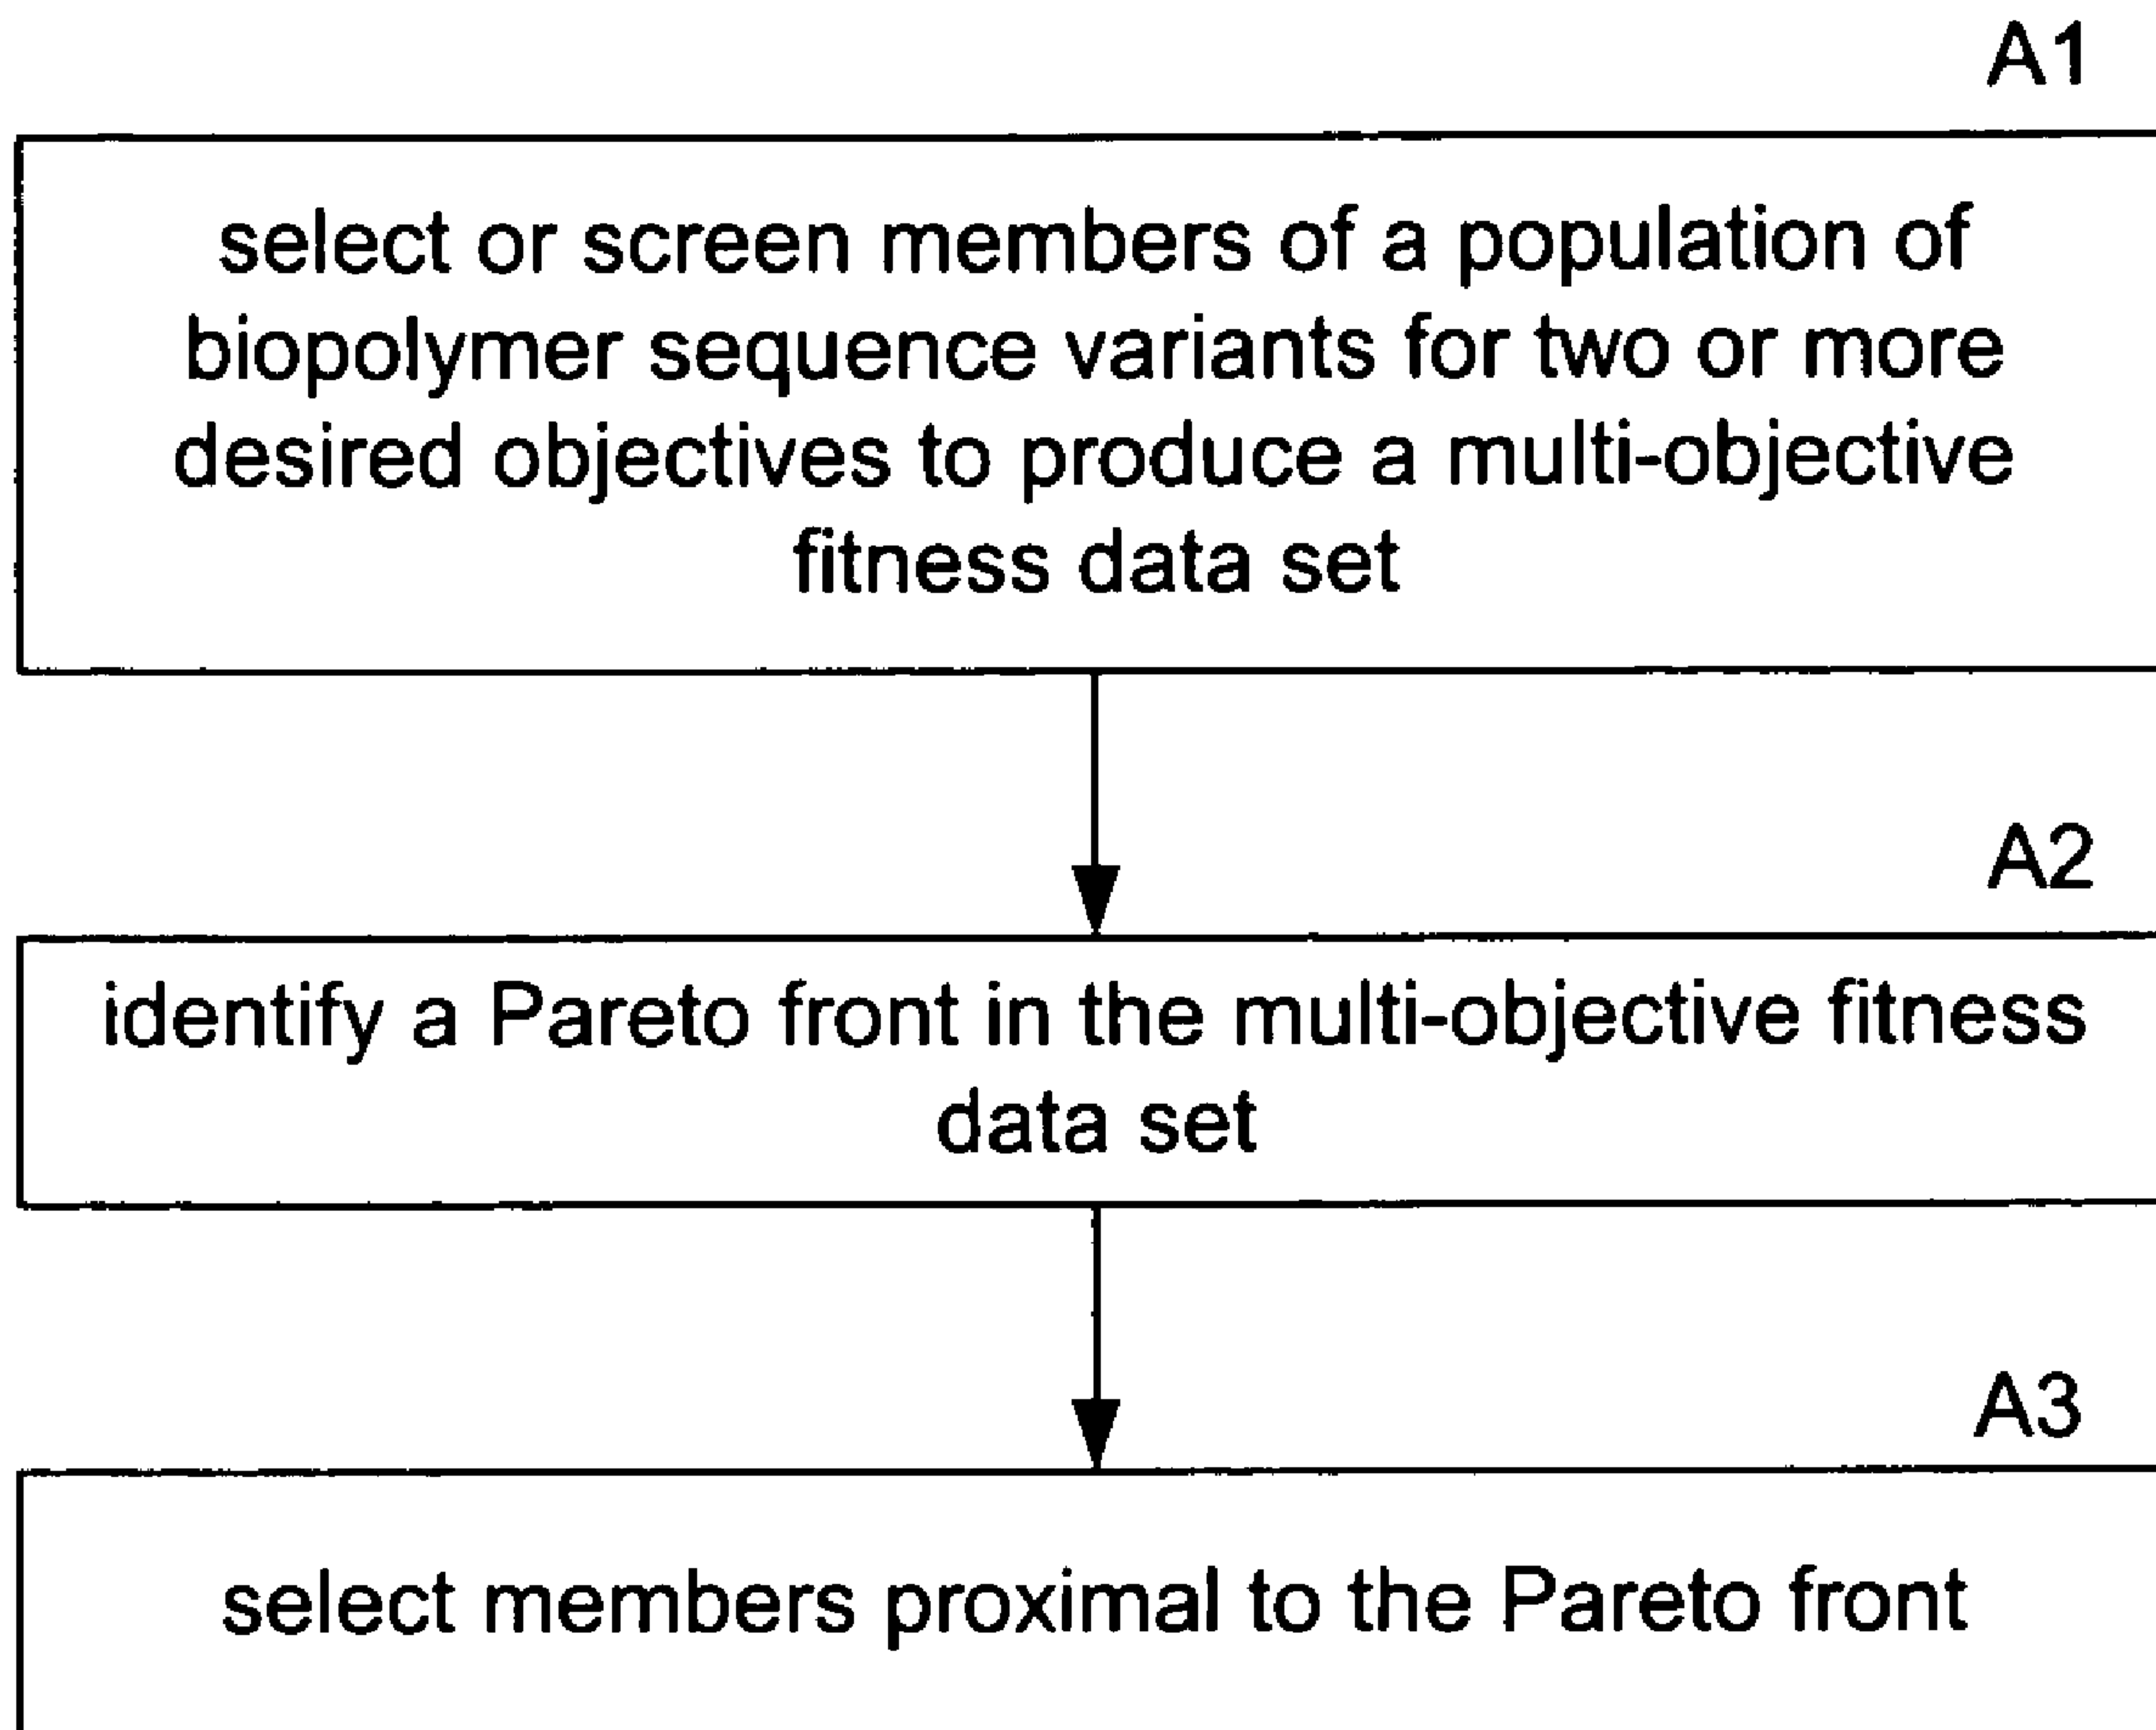 A1
select or screen members of a population of
biopolymer sequence variants for two or more
desired objectives to produce a multi-objective
fitness data set
A2
identify a Pareto front in the multi-objective fitness
data set
A3
select members proximal to the Pareto front